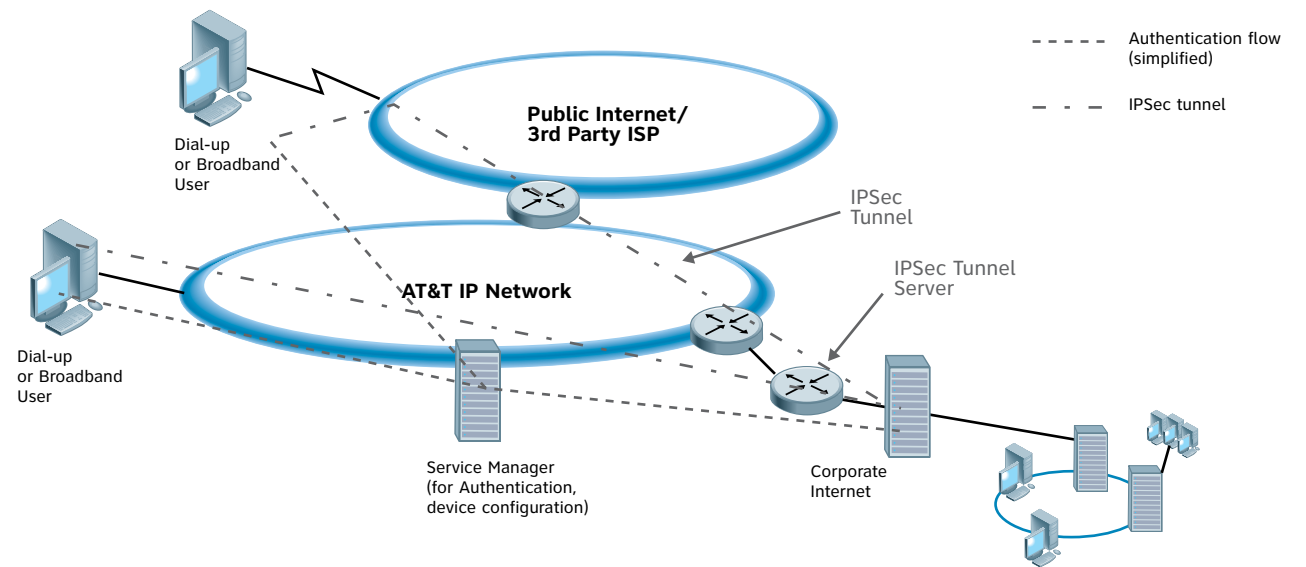 Authentication flow
(simplified)
IPSec tunnel
Public Internet/
3rd Party ISP
Dial-up
or Broadband
User
IPSec
Tunnel
IPSec Tunnel
Server
AT&T IP Network
Dial-up
or Broadband
User
Service Manager
(for Authentication,
device configuration)
Corporate
Internet